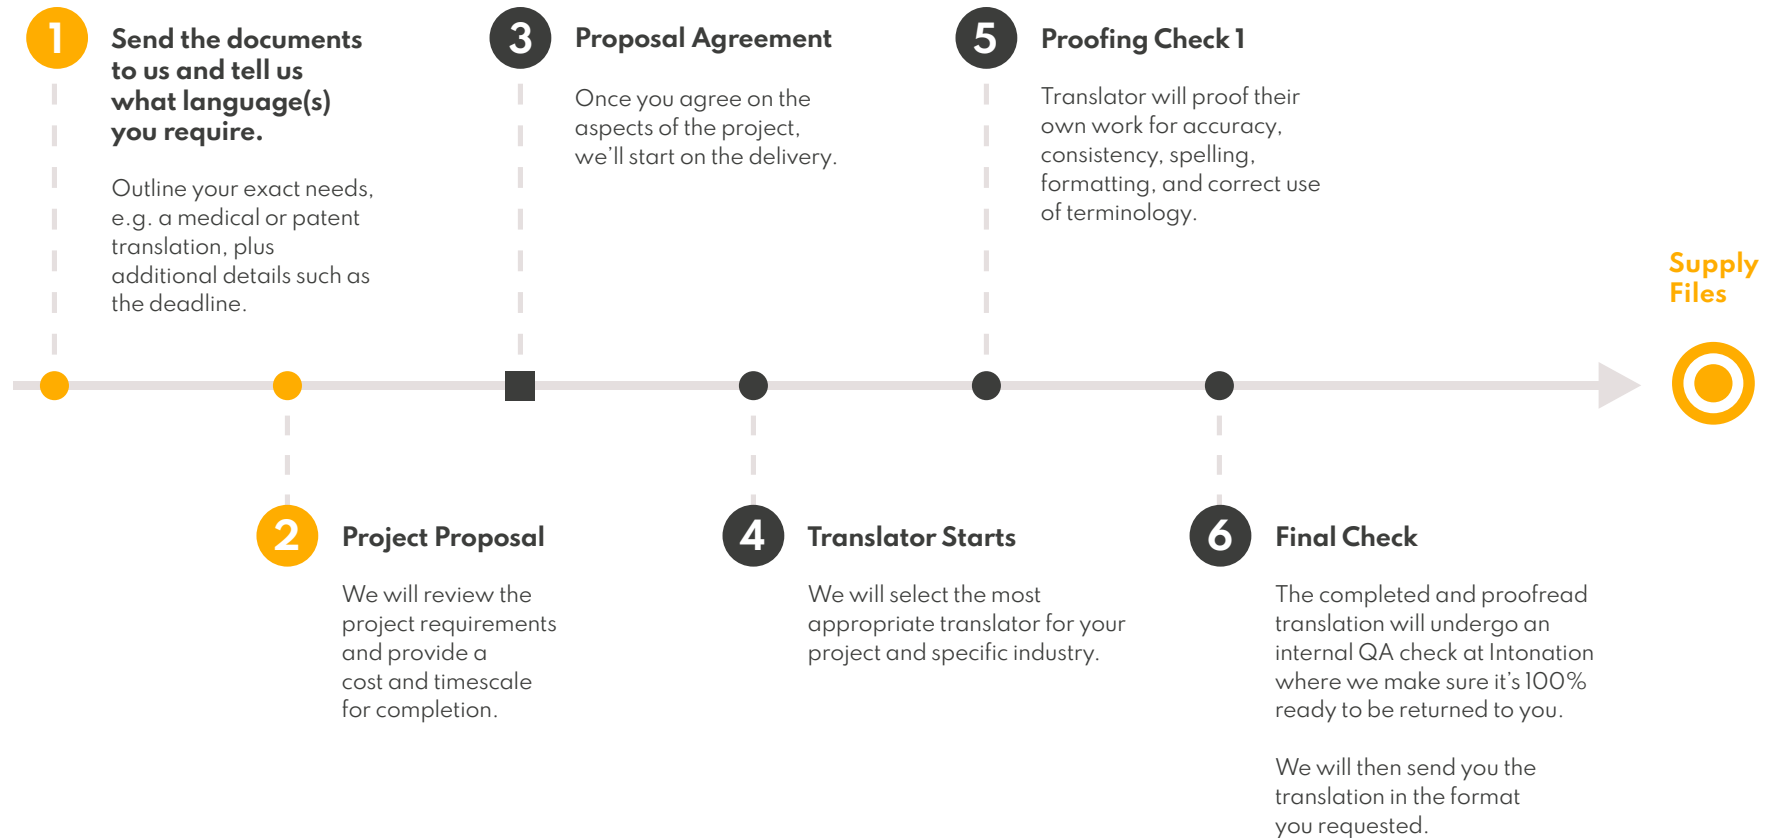 1
Send the documents
to us and tell us
what language(s)
you require.
Outline your exact needs,
e.g. a medical or patent
translation, plus
additional details such as
the deadline.
2
Project Proposal
We will review the
project requirements
and provide a
cost and timescale
for completion.
3
Proposal Agreement
Once you agree on the
aspects of the project,
we’ll start on the delivery.
4
Translator Starts
We will select the most
appropriate translator for your
project and specific industry.
5
Proofing Check 1
Translator will proof their
own work for accuracy,
consistency, spelling,
formatting, and correct use
of terminology.
6
Final Check
The completed and proofread
translation will undergo an
internal QA check at Intonation
where we make sure it’s 100%
ready to be returned to you.
We will then send you the
translation in the format
you requested.
Supply
Files